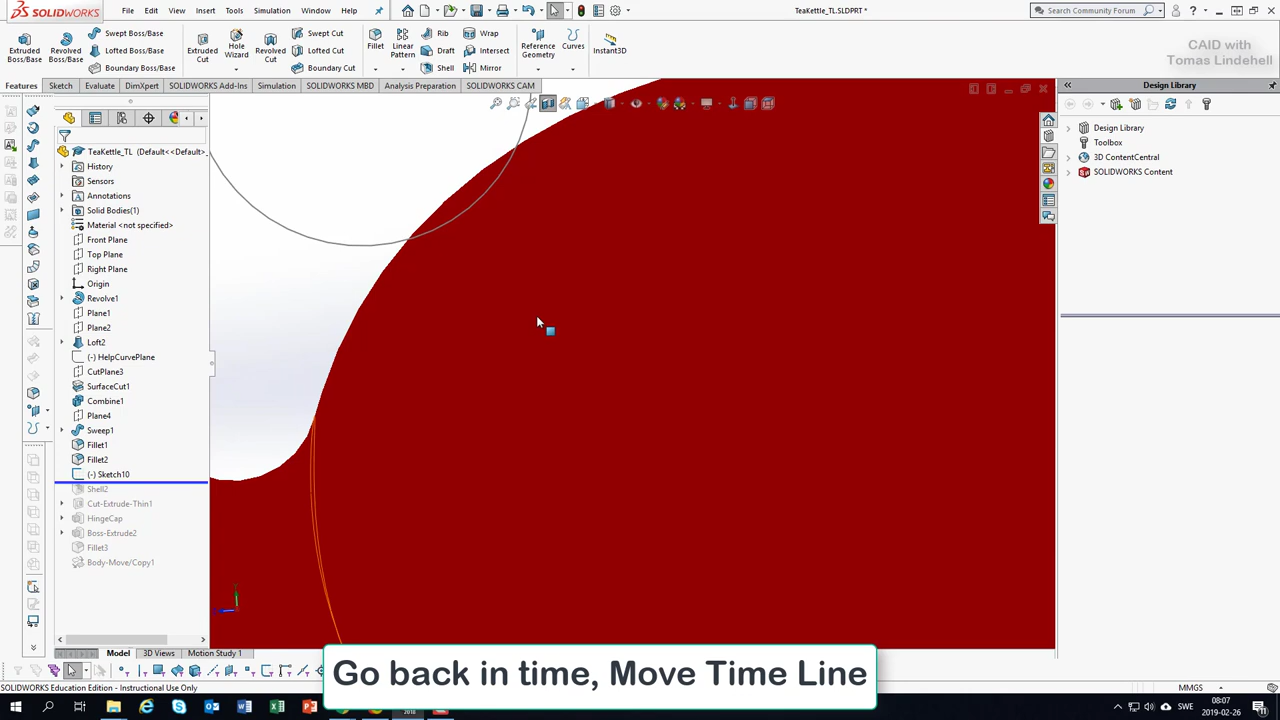 SOLIDWORKS
File Edit View Insert Tools Simulation Window Help
TeaKettle_TL.SLDPRT *
Search Community Forum
Extruded Boss/Base
Revolved Boss/Base
Swept Boss/Base
Lofted Boss/Base
Boundary Boss/Base
Extruded Cut
Hole Wizard
Revolved Cut
Swept Cut
Lofted Cut
Boundary Cut
Fillet
Linear Pattern
Rib
Draft
Shell
Wrap
Intersect
Mirror
Reference Geometry
Curves
Instant3D
CAID with
Tomas Lindehell
Features Sketch Evaluate DimXpert SOLIDWORKS Add-Ins Simulation SOLIDWORKS MBD Analysis Preparation SOLIDWORKS CAM
Design Library
Design Library
Toolbox
3D ContentCentral
SOLIDWORKS Content
TeaKettle_TL (Default<<Default>_
History
Sensors
Annotations
Solid Bodies(1)
Material <not specified>
Front Plane
Top Plane
Right Plane
Origin
Revolve1
Plane1
Plane2
Loft2
(-) HelpCurvePlane
CutPlane3
SurfaceCut1
Combine1
Plane4
Sweep1
Fillet1
Fillet2
(-) Sketch10
Shell2
Cut-Extrude-Thin1
HingeCap
Boss-Extrude2
Fillet3
Body-Move/Copy1
Model 3D Views Motion Study 1
Go back in time, Move Time Line
SOLIDWORKS Education Edition - Instructional Use Only
MMGS
SWE
08:07
2019-02-26